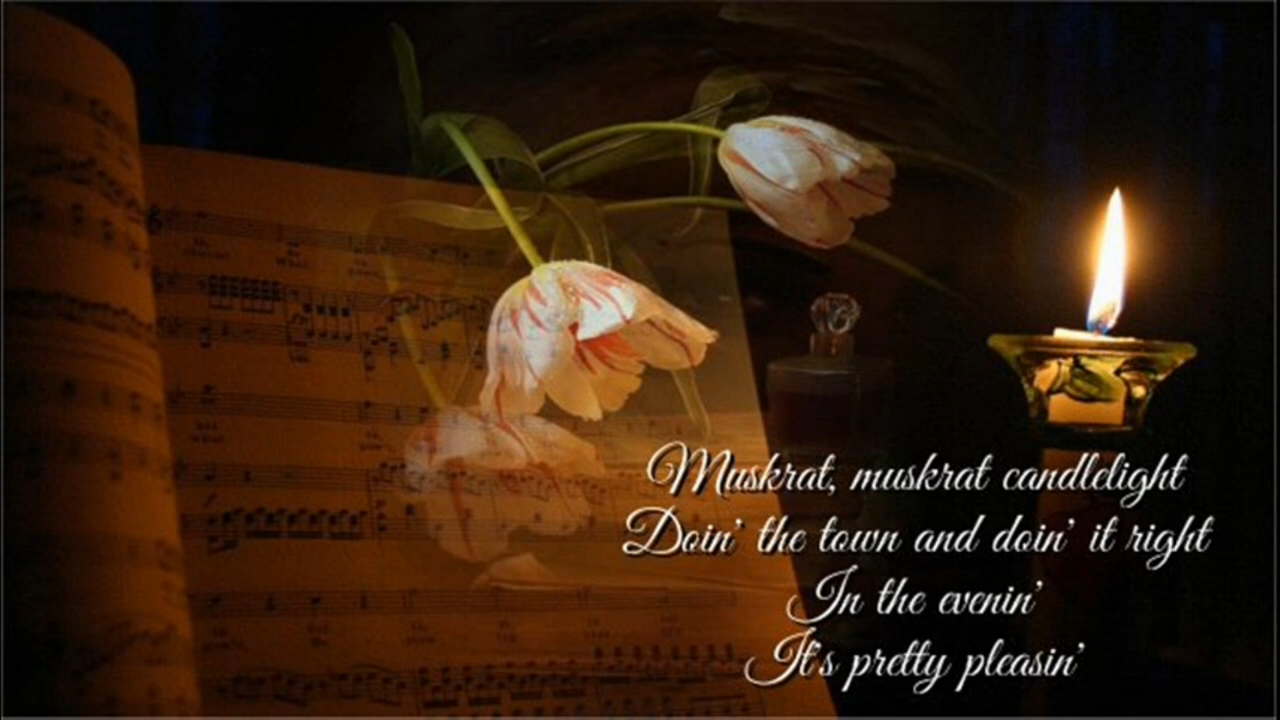 Muskrat, muskrat candlelight
Doin' the town and doin' it right
In the evenin'
It's pretty pleasin'